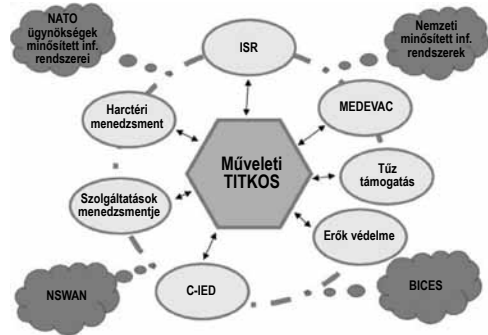 NATO
ügynökségek
minősített inf.
rendszerei
Nemzeti
minősített inf.
rendszerek
ISR
Harctéri
menedzsment
MEDEVAC
Műveleti
TITKOS
Tűz
támogatás
Szolgáltatások
menedzsmentje
Erők védelme
C-IED
NSWAN
BICES